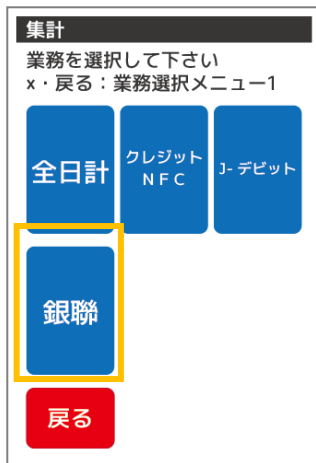 集計
業務を選択して下さい
x・戻る：業務選択メニュー1
全日計
クレジット
NFC
J-デビット
銀聯
戻る